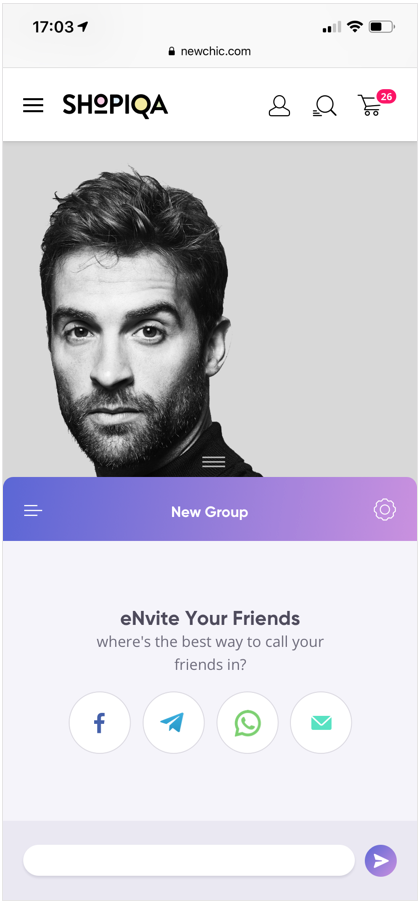 17:03
newchic.com
SHOPIQA
26
New Group
eNvite Your Friends
where's the best way to call your
friends in?